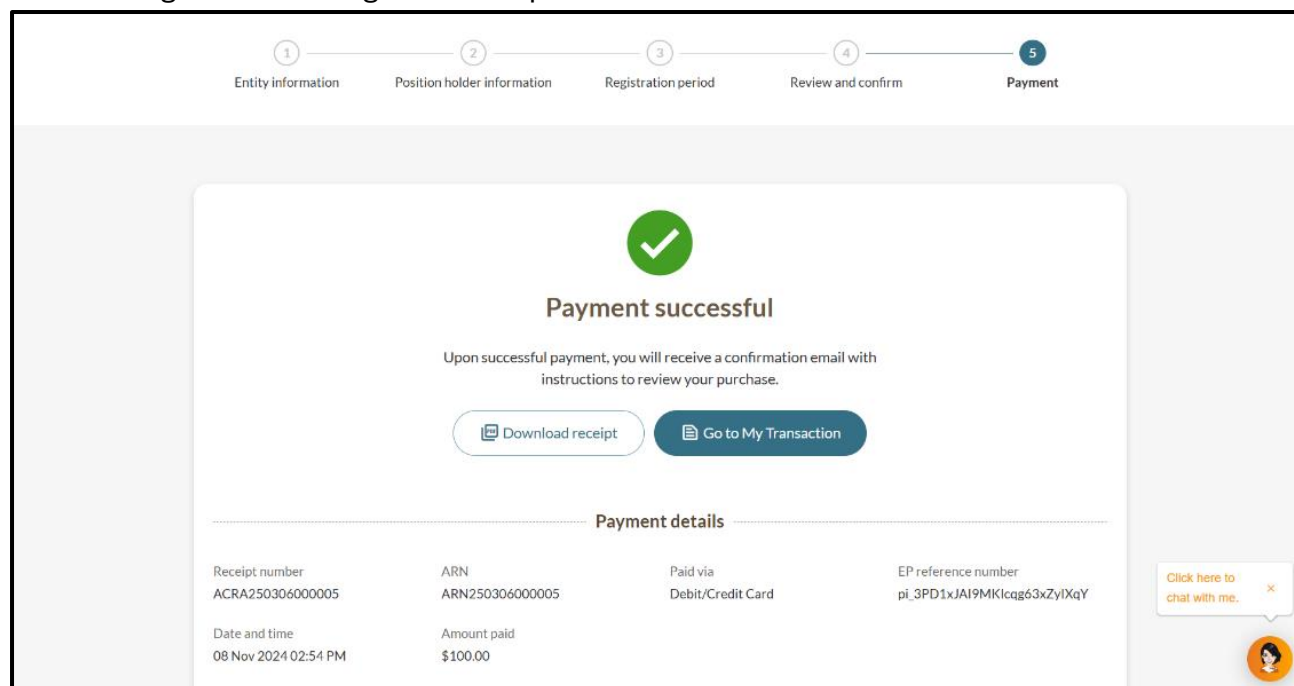 1
2
3
4
5
Entity information
Position holder information
Registration period
Review and confirm
Payment
Payment successful
Upon successful payment, you will receive a confirmation email with
instructions to review your purchase.
Download receipt
Go to My Transaction
Payment details
Receipt number
ARN
Paid via
EP reference number
ACRA250306000005
ARN250306000005
Debit/Credit Card
pi_3PD1xJAI9MKlcqg63xZyIXqY
Date and time
Amount paid
08 Nov 2024 02:54 PM
$100.00
Click here to
chat with me.
×